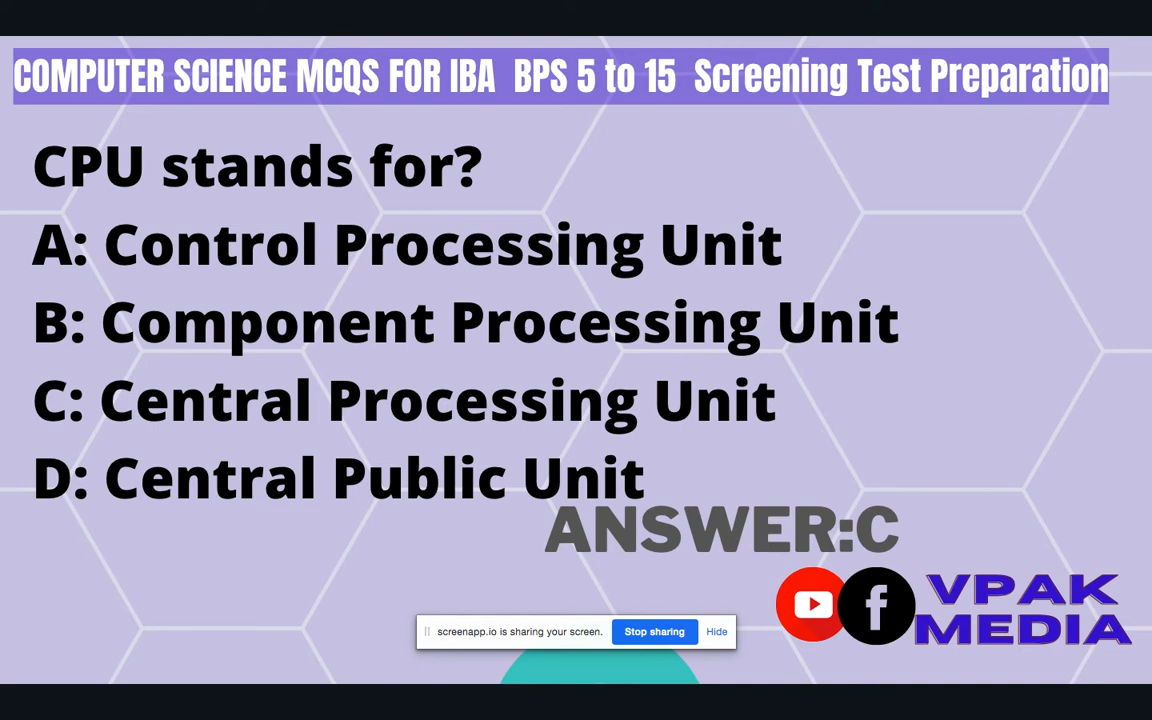 COMPUTER SCIENCE MCQS FOR IBA BPS 5 to 15 Screening Test Preparation
CPU stands for?
A: Control Processing Unit
B: Component Processing Unit
C: Central Processing Unit
D: Central Public Unit
ANSWER:C
VPAK
MEDIA
screenapp.io is sharing your screen. Stop sharing Hide